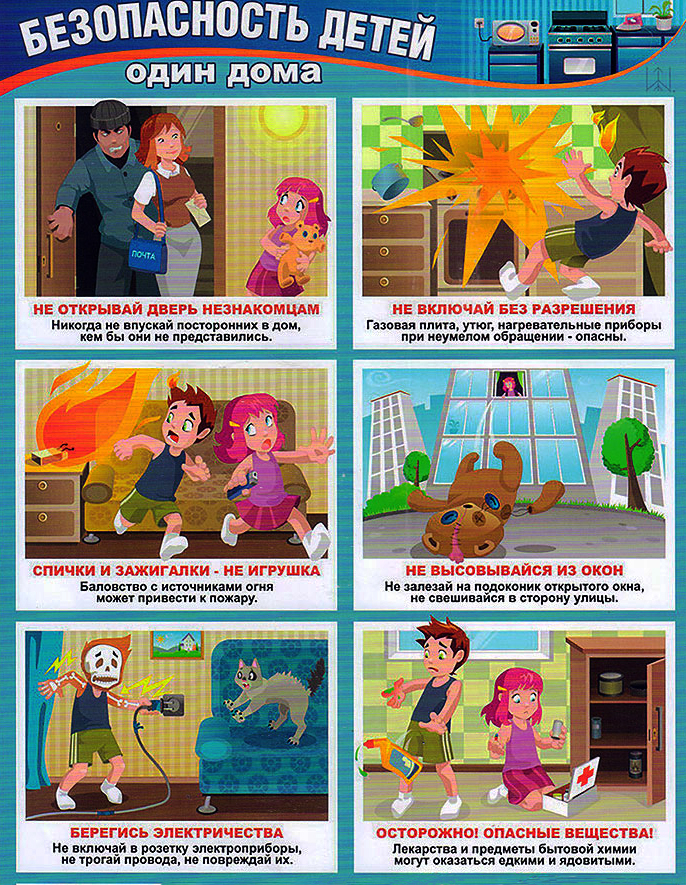 БЕЗОПАСНОСТЬ ДЕТЕЙ
один дома
ПОЧТА
НЕ ОТКРЫВАЙ ДВЕРЬ НЕЗНАКОМЦАМ
Никогда не впускай посторонних в дом,
кем бы они не представились.
НЕ ВКЛЮЧАЙ БЕЗ РАЗРЕШЕНИЯ
Газовая плита, утюг, нагревательные приборы
при неумелом обращении - опасны.
СПИЧКИ И ЗАЖИГАЛКИ - НЕ ИГРУШКА
Баловство с источниками огня
может привести к пожару.
НЕ ВЫСОВЫВАЙСЯ ИЗ ОКОН
Не залезай на подоконик открытого окна,
не свешивайся в сторону улицы.
БЕРЕГИСЬ ЭЛЕКТРИЧЕСТВА
Не включай в розетку электроприборы,
не трогай провода, не повреждай их.
ОСТОРОЖНО! ОПАСНЫЕ ВЕЩЕСТВА!
Лекарства и предметы бытовой химии
могут оказаться едкими и ядовитыми.